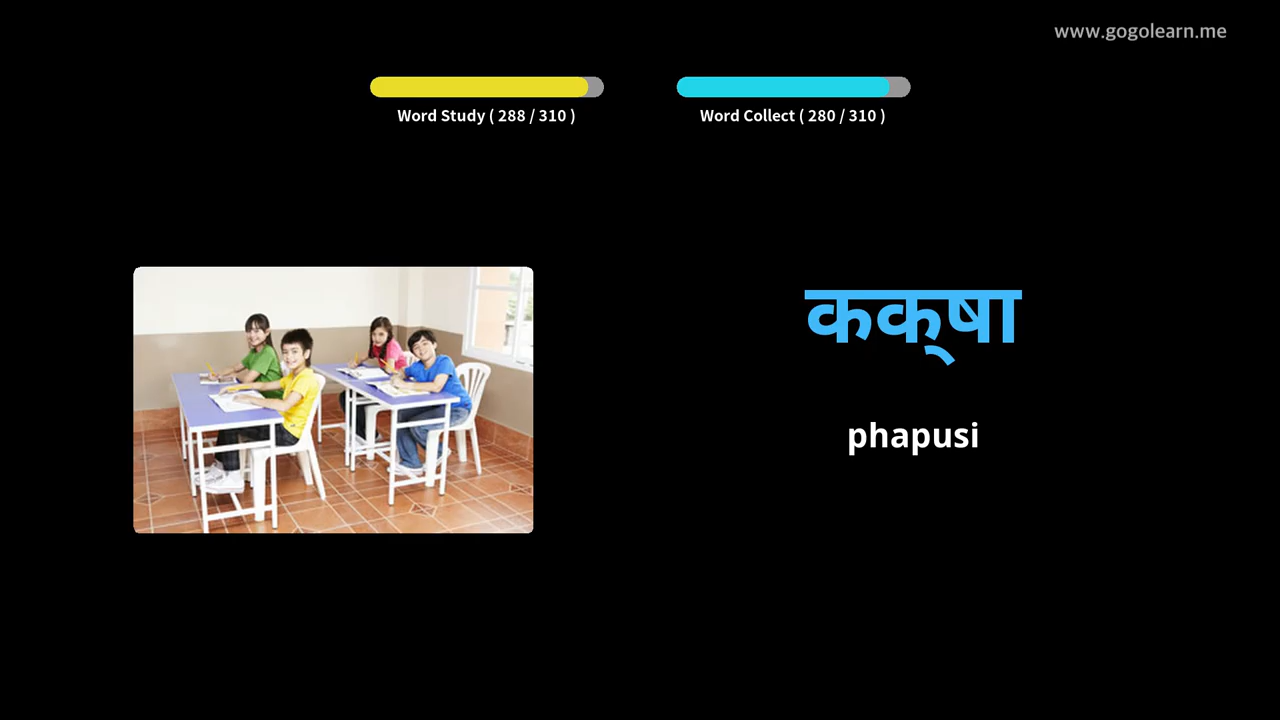 www.gogolearn.me
Word Study ( 288 / 310 )
Word Collect ( 280 / 310 )
कक्‌षा
phapusi